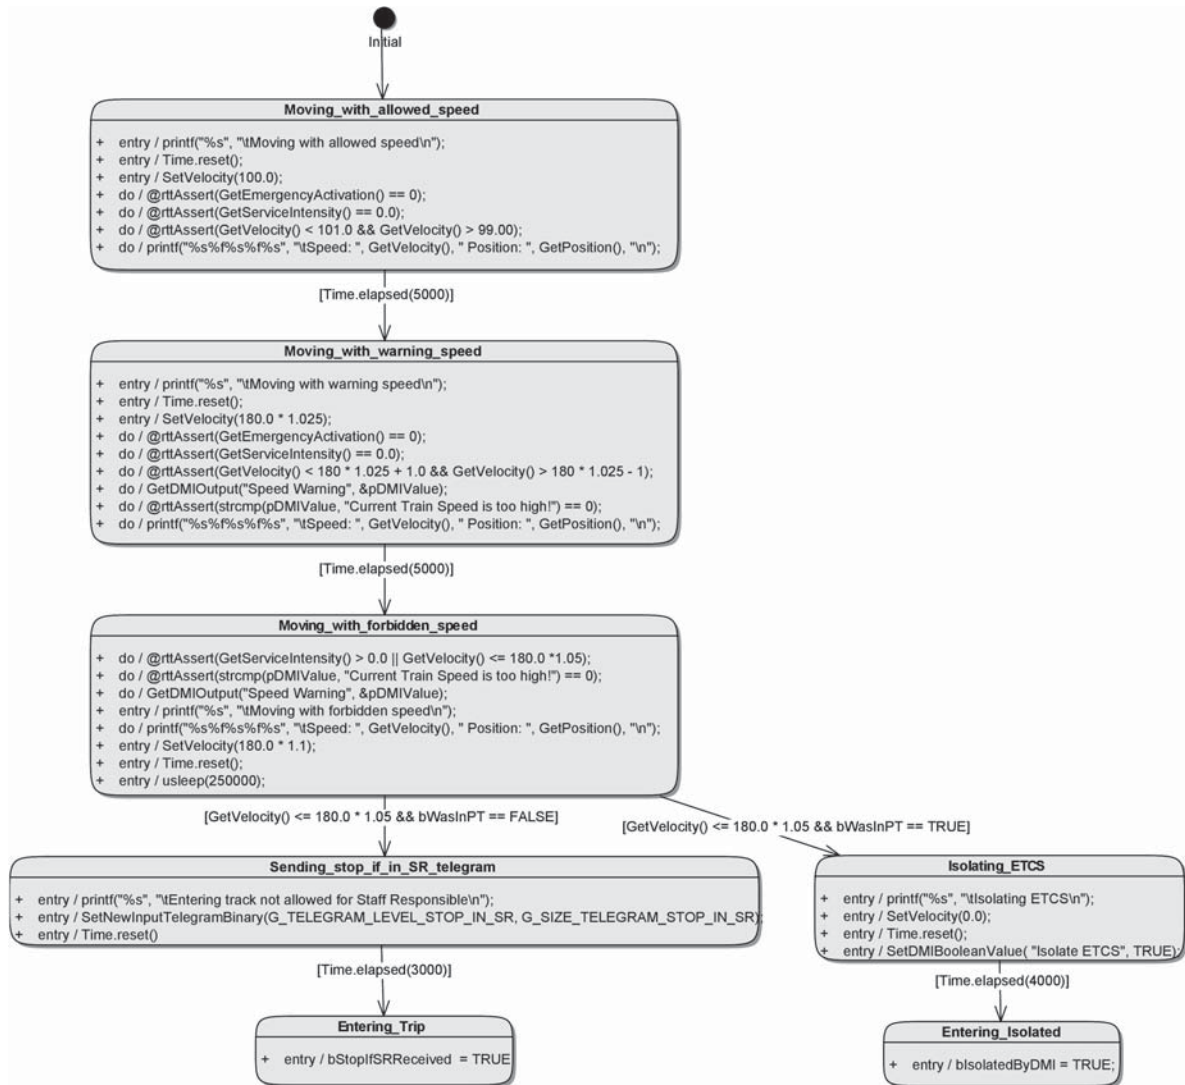 Initial
Moving_with_allowed_speed
+ entry / printf("%s", "\tMoving with allowed speed\n");
+ entry / Time.reset();
+ entry / SetVelocity(100.0);
+ do / @rttAssert(GetEmergencyActivation() == 0);
+ do / @rttAssert(GetServiceIntensity() == 0.0);
+ do / @rttAssert(GetVelocity() < 101.0 && GetVelocity() > 99.00);
+ do / printf("%s%f%s%f%s", "\tSpeed: ", GetVelocity(), " Position: ", GetPosition(), "\n");
[Time.elapsed(5000)]
Moving_with_warning_speed
+ entry / printf("%s", "\tMoving with warning speed\n");
+ entry / Time.reset();
+ entry / SetVelocity(180.0 * 1.025);
+ do / @rttAssert(GetEmergencyActivation() == 0);
+ do / @rttAssert(GetServiceIntensity() == 0.0);
+ do / @rttAssert(GetVelocity() < 180 * 1.025 + 1.0 && GetVelocity() > 180 * 1.025 - 1);
+ do / GetDMIOutput("Speed Warning", &pDMIValue);
+ do / @rttAssert(strcmp(pDMIValue, "Current Train Speed is too high!") == 0);
+ do / printf("%s%f%s%f%s", "\tSpeed: ", GetVelocity(), " Position: ", GetPosition(), "\n");
[Time.elapsed(5000)]
Moving_with_forbidden_speed
+ do / @rttAssert(GetServiceIntensity() > 0.0 || GetVelocity() <= 180.0 *1.05);
+ do / @rttAssert(strcmp(pDMIValue, "Current Train Speed is too high!") == 0);
+ do / GetDMIOutput("Speed Warning", &pDMIValue);
+ entry / printf("%s", "\tMoving with forbidden speed\n");
+ do / printf("%s%f%s%f%s", "\tSpeed: ", GetVelocity(), " Position: ", GetPosition(), "\n");
+ entry / SetVelocity(180.0 * 1.1);
+ entry / Time.reset();
+ entry / usleep(250000);
[GetVelocity() <= 180.0 * 1.05 && bWasInPT == FALSE]
[GetVelocity() <= 180.0 * 1.05 && bWasInPT == TRUE]
Sending_stop_if_in_SR_telegram
+ entry / printf("%s", "\tEntering track not allowed for Staff Responsible\n");
+ entry / SetNewInputTelegramBinary(G_TELEGRAM_LEVEL_STOP_IN_SR, G_SIZE_TELEGRAM_STOP_IN_SR);
+ entry / Time.reset()
Isolating_ETCS
+ entry / printf("%s", "\tIsolating ETCS\n");
+ entry / SetVelocity(0.0);
+ entry / Time.reset();
+ entry / SetDMIBooleanValue( "Isolate ETCS", TRUE);
[Time.elapsed(3000)]
[Time.elapsed(4000)]
Entering_Trip
+ entry / bStopIfSRReceived = TRUE
Entering_Isolated
+ entry / bIsolatedByDMI = TRUE;